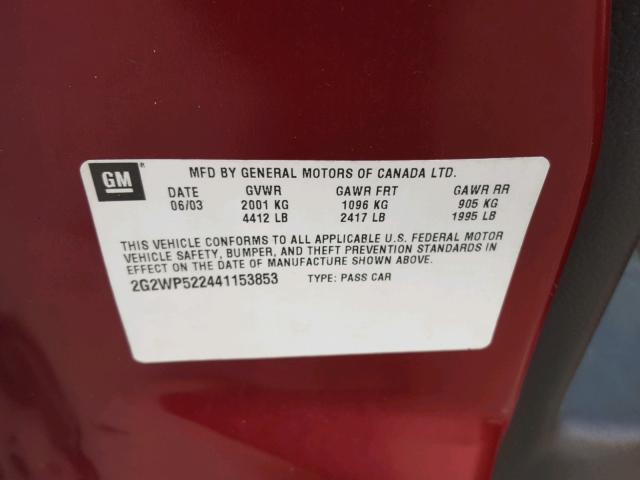 GM
MFD BY GENERAL MOTORS OF CANADA LTD.
DATE GVWR GAWR FRT GAWR RR
06/03 2001 KG 1096 KG 905 KG
4412 LB 2417 LB 1995 LB
THIS VEHICLE CONFORMS TO ALL APPLICABLE U.S. FEDERAL MOTOR
VEHICLE SAFETY, BUMPER, AND THEFT PREVENTION STANDARDS IN
EFFECT ON THE DATE OF MANUFACTURE SHOWN ABOVE.
2G2WP522441153853 TYPE: PASS CAR